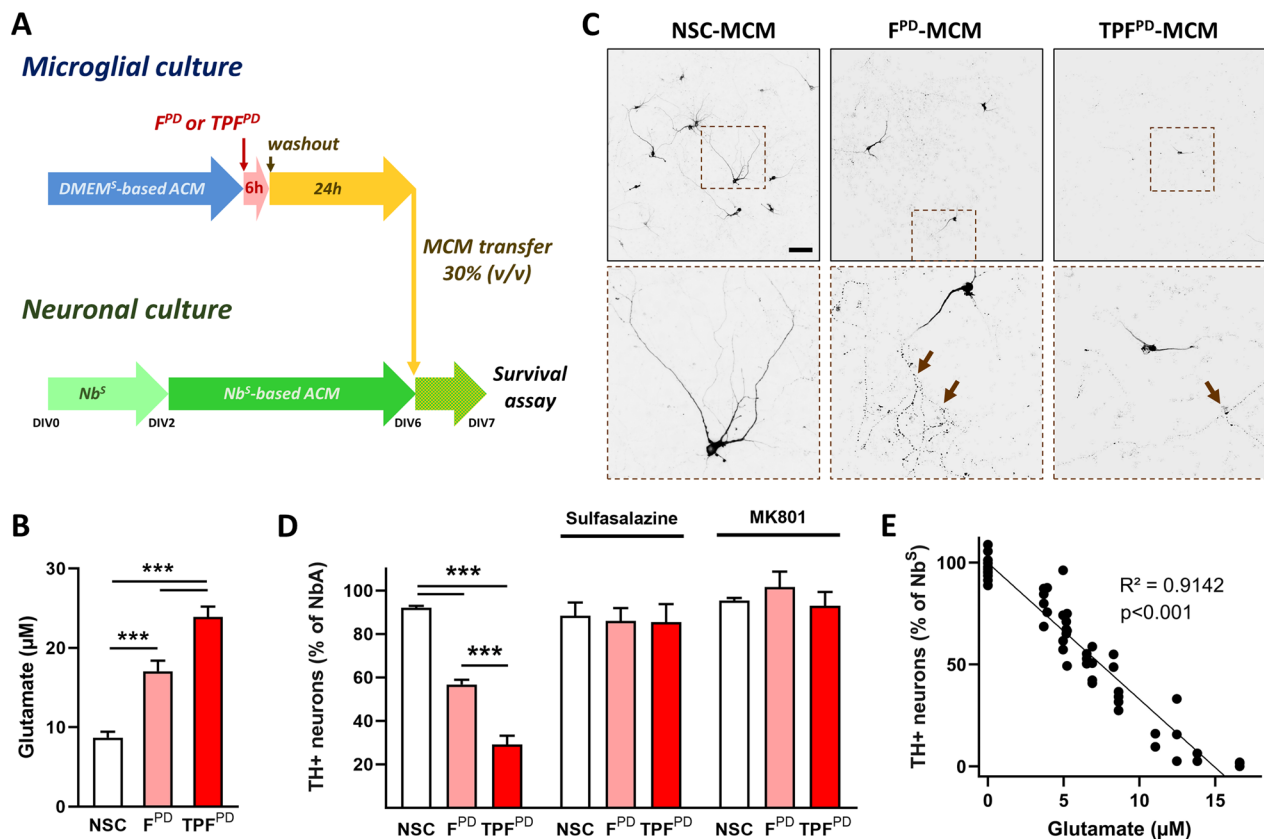 A
Microglial culture
F^PD or TPF^PD
washout
DMEM^S-based ACM
6h
24h
MCM transfer
30% (v/v)
Neuronal culture
Nb^S
Nb^S-based ACM
Survival
assay
DIV0
DIV2
DIV6
DIV7
C
NSC-MCM
F^PD-MCM
TPF^PD-MCM
B
Glutamate (µM)
30
20
10
0
***
***
***
NSC
F^PD
TPF^PD
D
TH+ neurons (% of NbA)
100
80
60
40
20
***
***
***
Sulfasalazine
MK801
NSC F^PD TPF^PD
NSC F^PD TPF^PD
NSC F^PD TPF^PD
E
TH+ neurons (% of Nb^S)
100
50
0
R² = 0.9142
p<0.001
0
5
10
15
Glutamate (µM)